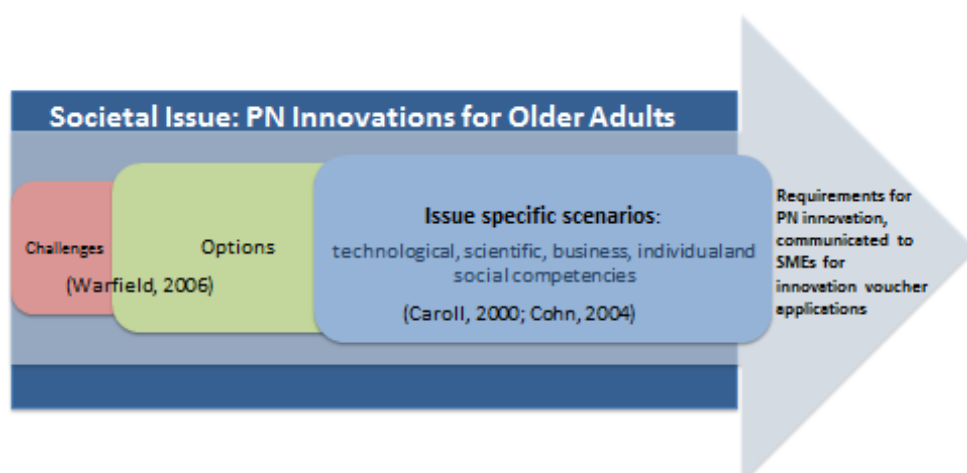 Societal Issue: PN Innovations for Older Adults
Challenges
Options
(Warfield, 2006)
Issue specific scenarios:
technological, scientific, business, individualand
social competencies
(Caroll, 2000; Cohn, 2004)
Requirements for
PN innovation,
communicated to
SMEs for
innovation voucher
applications